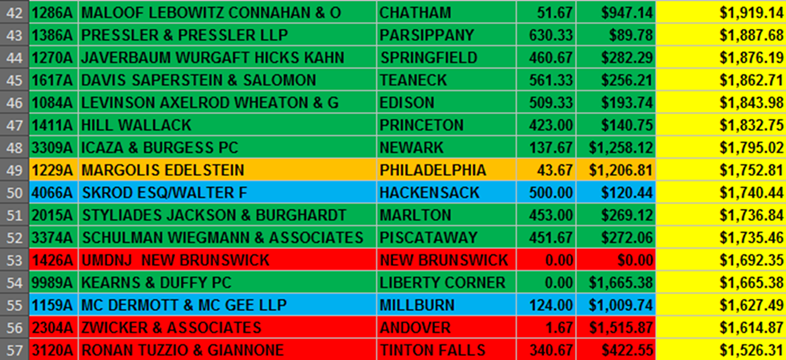 42 1286A MALOOF LEBOWITZ CONNAHAN & O CHATHAM 51.67 $947.14 $1,919.14
43 1386A PRESSLER & PRESSLER LLP PARSIPPANY 630.33 $89.78 $1,887.68
44 1270A JAVERBAUM WURGAFT HICKS KAHN SPRINGFIELD 460.67 $282.29 $1,876.19
45 1617A DAVIS SAPERSTEIN & SALOMON TEANECK 561.33 $256.21 $1,862.71
46 1084A LEVINSON AXELROD WHEATON & G EDISON 509.33 $193.74 $1,843.98
47 1411A HILL WALLACK PRINCETON 423.00 $140.75 $1,832.75
48 3309A ICAZA & BURGESS PC NEWARK 137.67 $1,258.12 $1,795.02
49 1229A MARGOLIS EDELSTEIN PHILADELPHIA 43.67 $1,206.81 $1,752.81
50 4066A SKROD ESQ/WALTER F HACKENSACK 500.00 $120.44 $1,740.44
51 2015A STYLIADES JACKSON & BURGHARDT MARLTON 453.00 $269.12 $1,736.84
52 3374A SCHULMAN WIEGMANN & ASSOCIATES PISCATAWAY 451.67 $272.06 $1,735.46
53 1426A UMDNJ NEW BRUNSWICK NEW BRUNSWICK 0.00 $0.00 $1,692.35
54 9989A KEARNS & DUFFY PC LIBERTY CORNER 0.00 $1,665.38 $1,665.38
55 1159A MC DERMOTT & MC GEE LLP MILLBURN 124.00 $1,009.74 $1,627.49
56 2304A ZWICKER & ASSOCIATES ANDOVER 1.67 $1,515.87 $1,614.87
57 3120A RONAN TUZZIO & GIANNONE TINTON FALLS 340.67 $422.55 $1,526.31